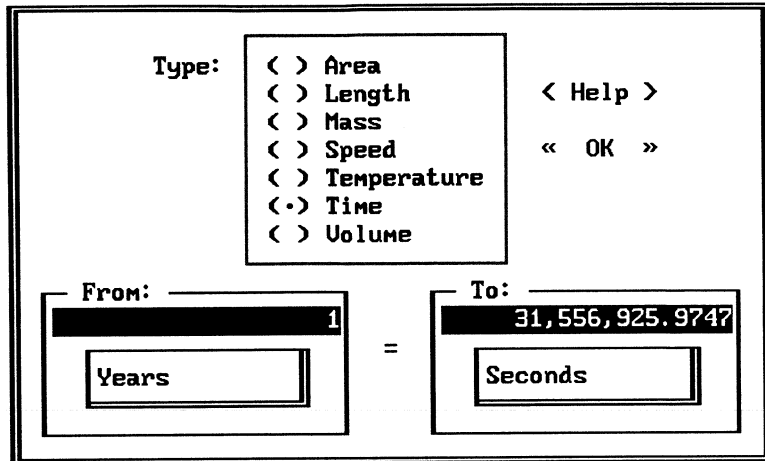 Type:
( ) Area
( ) Length
( ) Mass
( ) Speed
( ) Temperature
(·) Time
( ) Volume
< Help >
« OK »
From:
1
Years
=
To:
31,556,925.9747
Seconds